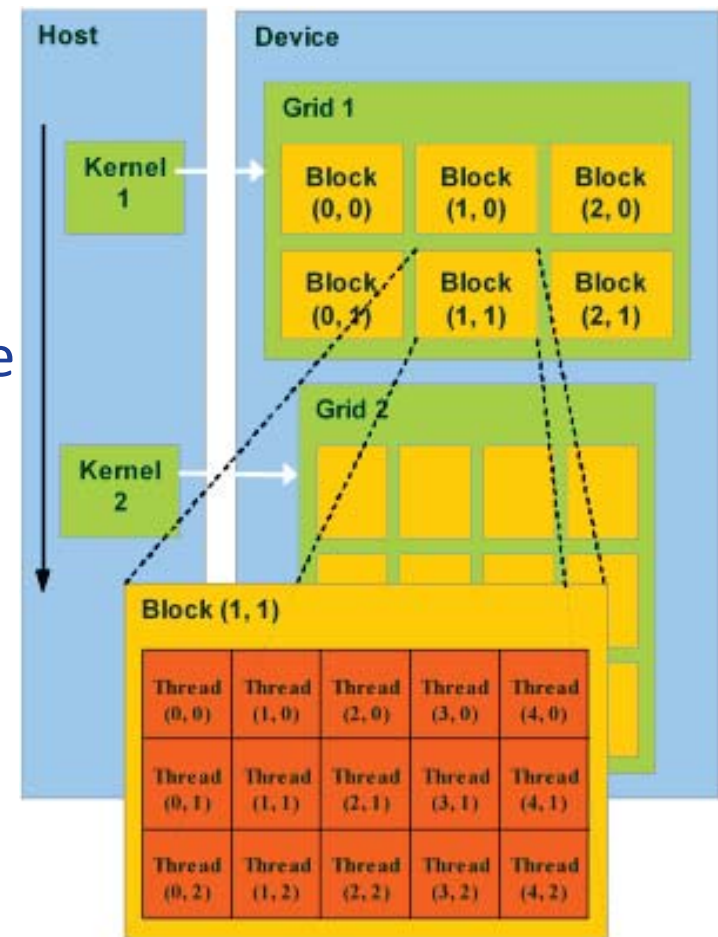 Host
Device
Grid 1
Kernel
1
Block
(0, 0)
Block
(1, 0)
Block
(2, 0)
Block
(0, 1)
Block
(1, 1)
Block
(2, 1)
e
Grid 2
Kernel
2
Block (1, 1)
Thread
(0, 0)
Thread
(1, 0)
Thread
(2, 0)
Thread
(3, 0)
Thread
(4, 0)
Thread
(0, 1)
Thread
(1, 1)
Thread
(2, 1)
Thread
(3, 1)
Thread
(4, 1)
Thread
(0, 2)
Thread
(1, 2)
Thread
(2, 2)
Thread
(3, 2)
Thread
(4, 2)